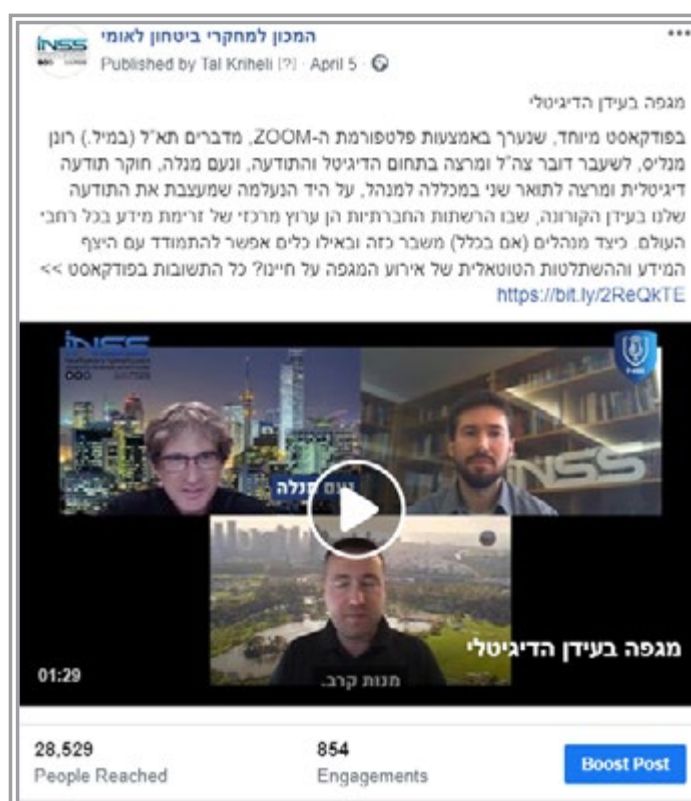 המכון למחקרי ביטחון לאומי
Published by Tal Kriheli [?] · April 5 ·
מגפה בעידן הדיגיטלי
בפודקאסט מיוחד, שנערך באמצעות פלטפורמת ה-ZOOM, מדברים תא"ל (במיל.) רונן
מנליס, לשעבר דובר צה"ל ומרצה בתחום הדיגיטל והתודעה, ונעם מנלה, חוקר תודעה
דיגיטלית ומרצה לתואר שני במכללה למנהל, על היד הנעלמה שמעצבת את התודעה
שלנו בעידן הקורונה, שבו הרשתות החברתיות הן ערוץ מרכזי של זרימת מידע בכל רחבי
העולם. כיצד מנהלים (אם בכלל) משבר כזה ובאילו כלים אפשר להתמודד עם היצף
המידע וההשתלטות הטוטאלית של אירוע המגפה על חיינו? כל התשובות בפודקאסט >>
https://bit.ly/2ReQkTE
iNSS
iNSS
נעם מנלה
מגפה בעידן הדיגיטלי
מנות קרב.
01:29
28,529
People Reached
854
Engagements
Boost Post